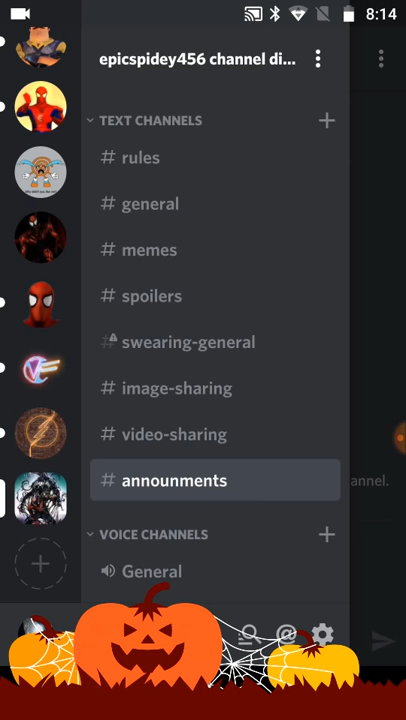 8:14
epicspidey456 channel di...
TEXT CHANNELS
# rules
# general
# memes
# spoilers
# swearing-general
# image-sharing
# video-sharing
# announments
annel.
VOICE CHANNELS
General